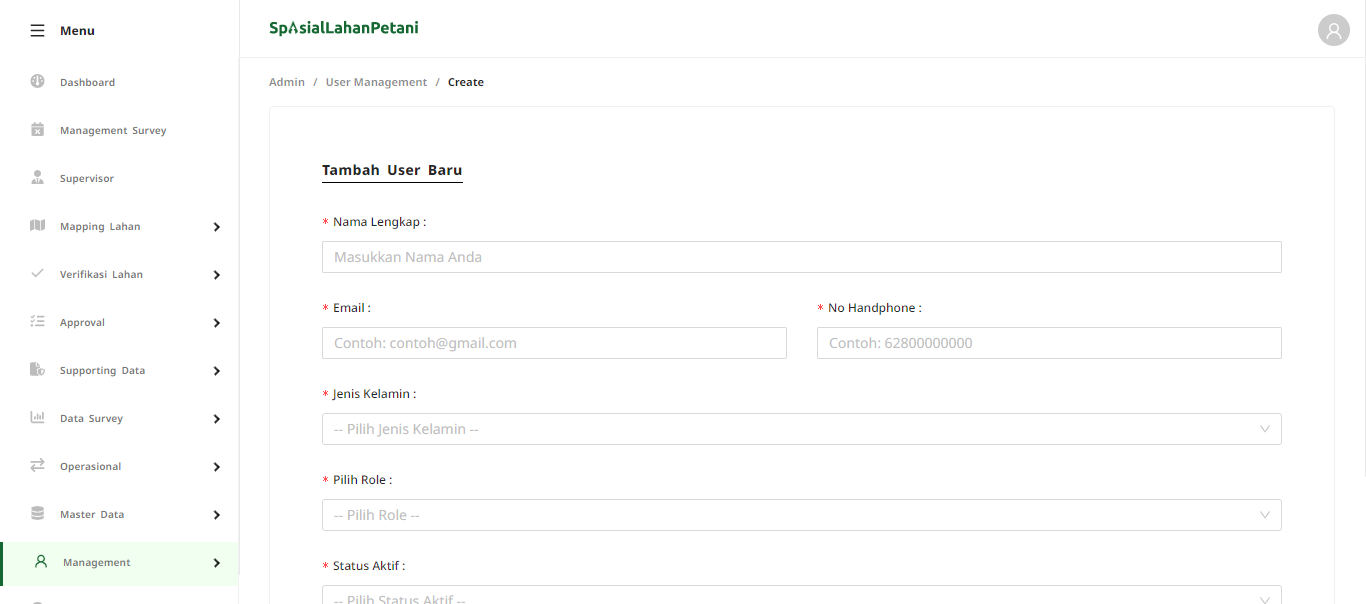 Menu
SpAsialLahanPetani
Dashboard
Management Survey
Supervisor
Mapping Lahan
Verifikasi Lahan
Approval
Supporting Data
Data Survey
Operasional
Master Data
Management
Admin / User Management / Create
Tambah User Baru
* Nama Lengkap :
Masukkan Nama Anda
* Email :
Contoh: contoh@gmail.com
* No Handphone :
Contoh: 62800000000
* Jenis Kelamin :
-- Pilih Jenis Kelamin --
* Pilih Role :
-- Pilih Role --
* Status Aktif :
-- Pilih Status Aktif --